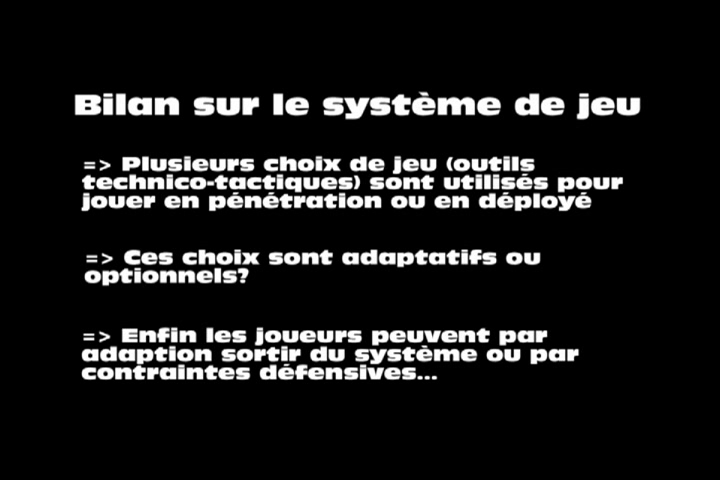 Bilan sur le système de jeu
=> Plusieurs choix de jeu (outils
technico-tactiques) sont utilisés pour
jouer en pénétration ou en déployé
=> Ces choix sont adaptatifs ou
optionnels?
=> Enfin les joueurs peuvent par
adaption sortir du système ou par
contraintes défensives...